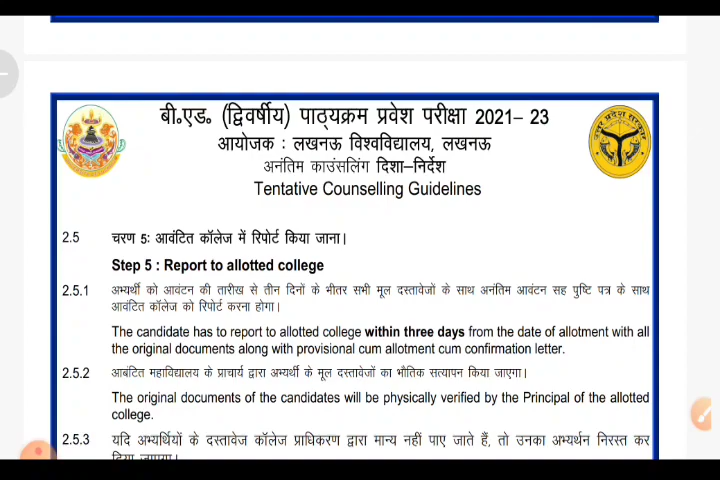 बी॰एड॰ (द्विवर्षीय) पाठ्यक्रम प्रवेश परीक्षा 2021– 23
आयोजक : लखनऊ विश्वविद्यालय, लखनऊ
अनंतिम काउंसलिंग दिशा–निर्देश
Tentative Counselling Guidelines
उत्तर प्रदेश सरकार
2.5 चरण 5: आवंटित कॉलेज में रिपोर्ट किया जाना।
Step 5 : Report to allotted college
2.5.1 अभ्यर्थी को आवंटन की तारीख से तीन दिनों के भीतर सभी मूल दस्तावेजों के साथ अनंतिम आवंटन सह पुष्टि पत्र के साथ
आवंटित कॉलेज को रिपोर्ट करना होगा।
The candidate has to report to allotted college within three days from the date of allotment with all
the original documents along with provisional cum allotment cum confirmation letter.
2.5.2 आबंटित महाविद्यालय के प्राचार्य द्वारा अभ्यर्थी के मूल दस्तावेजों का भौतिक सत्यापन किया जाएगा।
The original documents of the candidates will be physically verified by the Principal of the allotted
college.
2.5.3 यदि अभ्यर्थियों के दस्तावेज कॉलेज प्राधिकरण द्वारा मान्य नहीं पाए जाते हैं, तो उनका अभ्यर्थन निरस्त कर
दिया जाएगा।